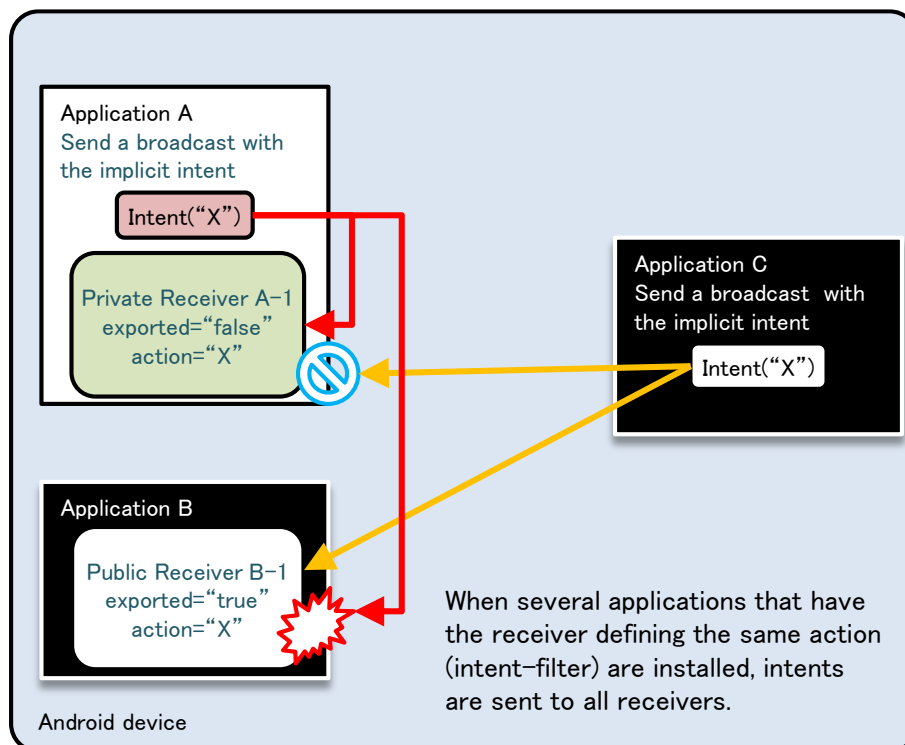 Application A
Send a broadcast with
the implicit intent
Intent(“X”)
Private Receiver A-1
exported=“false”
action=“X”
Application C
Send a broadcast  with
the implicit intent
Intent(“X”)
Application B
Public Receiver B-1
exported=“true”
action=“X”
When several applications that have
the receiver defining the same action
(intent-filter) are installed, intents
are sent to all receivers.
Android device